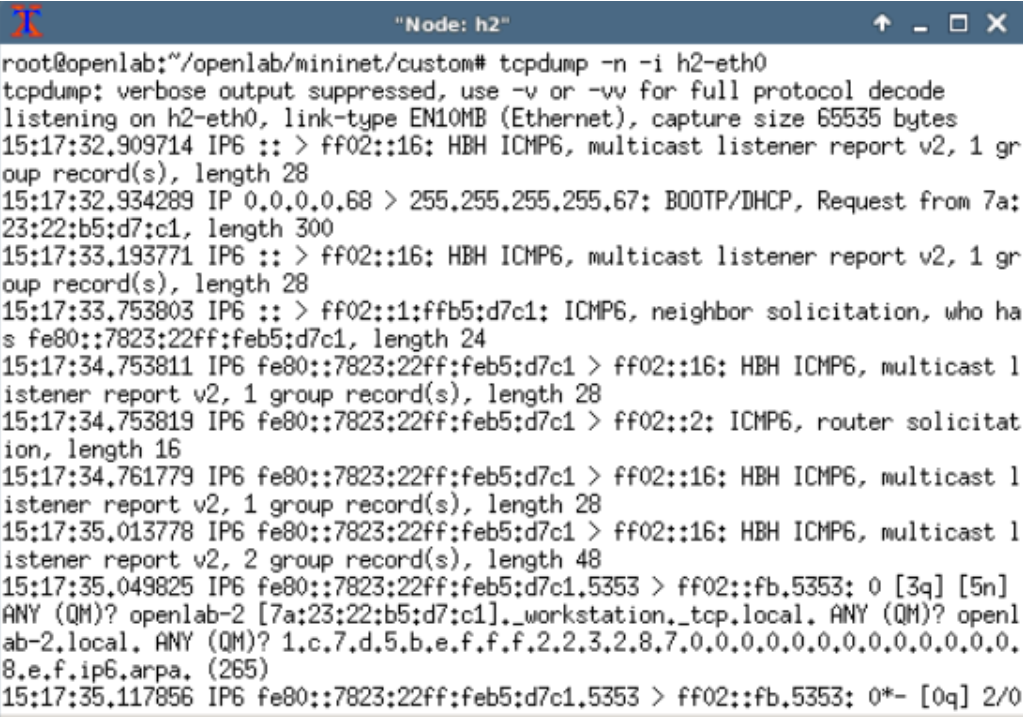 "Node: h2"
root@openlab:~/openlab/mininet/custom# tcpdump -n -i h2-eth0
tcpdump: verbose output suppressed, use -v or -vv for full protocol decode
listening on h2-eth0, link-type EN10MB (Ethernet), capture size 65535 bytes
15:17:32.909714 IP6 :: > ff02::16: HBH ICMP6, multicast listener report v2, 1 gr
oup record(s), length 28
15:17:32.934289 IP 0.0.0.0.68 > 255.255.255.255.67: BOOTP/DHCP, Request from 7a:
23:22:b5:d7:c1, length 300
15:17:33.193771 IP6 :: > ff02::16: HBH ICMP6, multicast listener report v2, 1 gr
oup record(s), length 28
15:17:33.753803 IP6 :: > ff02::1:ffb5:d7c1: ICMP6, neighbor solicitation, who ha
s fe80::7823:22ff:feb5:d7c1, length 24
15:17:34.753811 IP6 fe80::7823:22ff:feb5:d7c1 > ff02::16: HBH ICMP6, multicast l
istener report v2, 1 group record(s), length 28
15:17:34.753819 IP6 fe80::7823:22ff:feb5:d7c1 > ff02::2: ICMP6, router solicitat
ion, length 16
15:17:34.761779 IP6 fe80::7823:22ff:feb5:d7c1 > ff02::16: HBH ICMP6, multicast l
istener report v2, 1 group record(s), length 28
15:17:35.013778 IP6 fe80::7823:22ff:feb5:d7c1 > ff02::16: HBH ICMP6, multicast l
istener report v2, 2 group record(s), length 48
15:17:35.049825 IP6 fe80::7823:22ff:feb5:d7c1.5353 > ff02::fb.5353: 0 [3q] [5n]
ANY (QM)? openlab-2 [7a:23:22:b5:d7:c1]._workstation._tcp.local. ANY (QM)? openl
ab-2.local. ANY (QM)? 1.c.7.d.5.b.e.f.f.f.2.2.3.2.8.7.0.0.0.0.0.0.0.0.0.0.0.0.0.
8.e.f.ip6.arpa. (265)
15:17:35.117856 IP6 fe80::7823:22ff:feb5:d7c1.5353 > ff02::fb.5353: 0*- [0q] 2/0